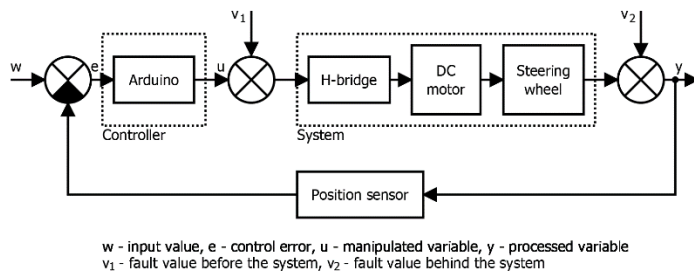 v₁
v₂
w
e
Arduino
u
H-bridge
DC
motor
Steering
wheel
y
Controller
System
Position sensor
w - input value, e - control error, u - manipulated variable, y - processed variable
v₁ - fault value before the system, v₂ - fault value behind the system